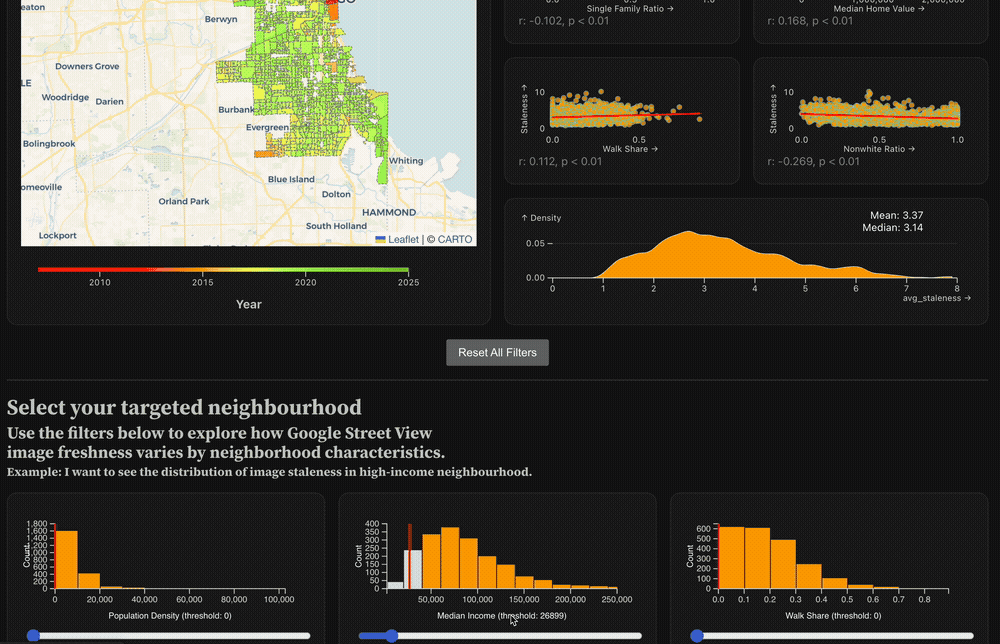 eaton
Berwyn
GO
Downers Grove
LE
Woodridge
Darien
Burbank
Evergreen
Bolingbrook
Whiting
Blue Island
omeoville
Dolton
Orland Park
HAMMOND
South Holland
Lockport
Leaflet | © CARTO
2010
2015
2020
2025
Year
Single Family Ratio →
r: -0.102, p < 0.01
Median Home Value →
r: 0.168, p < 0.01
Staleness →
10
0
0.0
0.5
Walk Share →
r: 0.112, p < 0.01
Staleness →
10
0
0.0
0.5
1.0
Nonwhite Ratio →
r: -0.269, p < 0.01
↑ Density
Mean: 3.37
Median: 3.14
0.05
0.00
0
1
2
3
4
5
6
7
8
avg_staleness →
Reset All Filters
Select your targeted neighbourhood
Use the filters below to explore how Google Street View
image freshness varies by neighborhood characteristics.
Example: I want to see the distribution of image staleness in high-income neighbourhood.
Count
1,800
1,600
1,400
1,200
1,000
800
600
400
200
0
0
20,000
40,000
60,000
80,000
100,000
Population Density (threshold: 0)
Count
400
350
300
250
200
150
100
50
0
50,000
100,000
150,000
200,000
250,000
Median Income (threshold: 26899)
Count
600
500
400
300
200
100
0
0.0
0.1
0.2
0.3
0.4
0.5
0.6
0.7
0.8
Walk Share (threshold: 0)